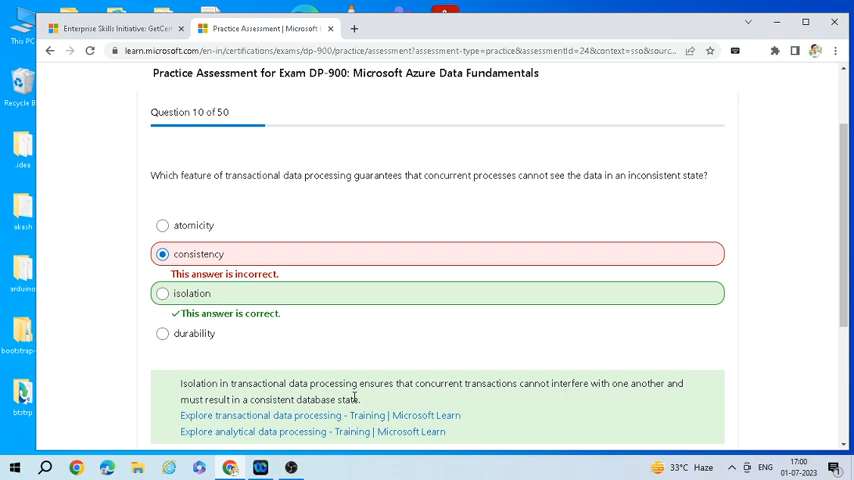 This PC
Recycle B
.idea
akash
arduino
bootstrap-
btstrp
Enterprise Skills Initiative: GetCert
Practice Assessment | Microsoft L
learn.microsoft.com/en-in/certifications/exams/dp-900/practice/assessment?assessment-type=practice&assessmentId=24&context=sso&sourc...
Practice Assessment for Exam DP-900: Microsoft Azure Data Fundamentals
Question 10 of 50
Which feature of transactional data processing guarantees that concurrent processes cannot see the data in an inconsistent state?
atomicity
consistency
This answer is incorrect.
isolation
This answer is correct.
durability
Isolation in transactional data processing ensures that concurrent transactions cannot interfere with one another and
must result in a consistent database state.
Explore transactional data processing - Training | Microsoft Learn
Explore analytical data processing - Training | Microsoft Learn
33°C Haze
ENG
17:00
01-07-2023